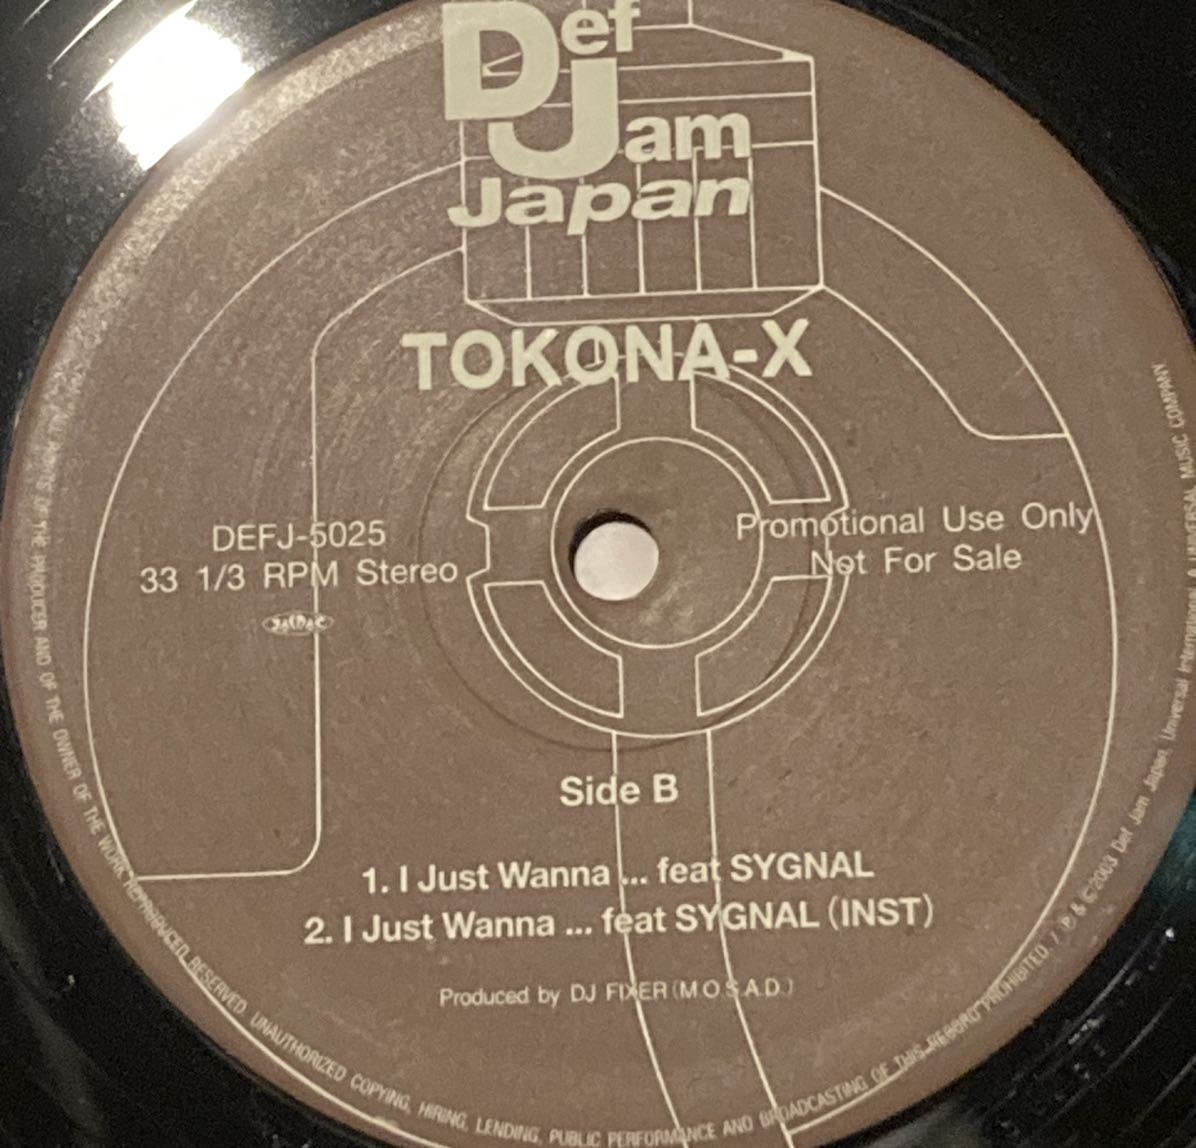 Def
Jam
Japan
TOKONA-X
DEFJ-5025
33 1/3 RPM Stereo
Promotional Use Only
Not For Sale
Side B
1. I Just Wanna ... feat SYGNAL
2. I Just Wanna ... feat SYGNAL (INST)
Produced by DJ FIXER (M.O.S.A.D.)
OF THE PRODUCER AND OF THE OWNER OF THE WORK REPRODUCED RESERVED. UNAUTHORIZED COPYING, HIRING, LENDING, PUBLIC PERFORMANCE AND BROADCASTING OF THIS RECORD PROHIBITED. / ℗ & © 2003 Def Jam Japan, Universal International, A UNIVERSAL MUSIC COMPANY